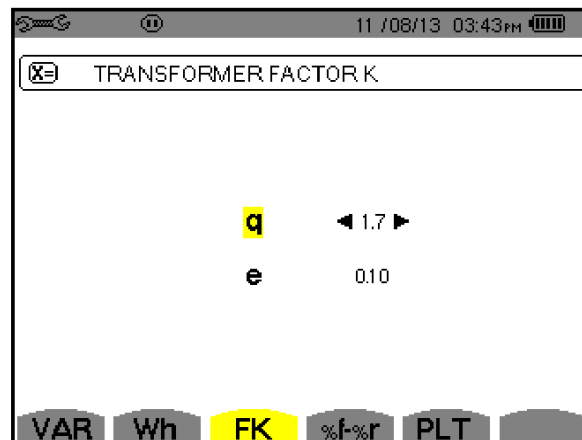 11 /08/13 03:43PM
X= TRANSFORMER FACTOR K
q ◀ 1.7 ▶
e 0.10
VAR Wh FK %f-%r PLT